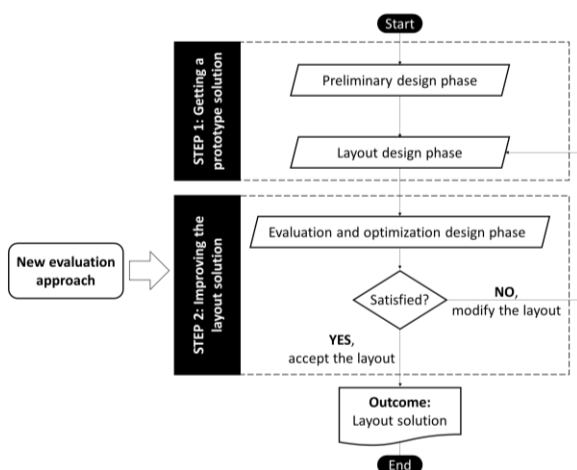 Start
STEP 1: Getting a
prototype solution
Preliminary design phase
Layout design phase
STEP 2: Improving the
layout solution
Evaluation and optimization design phase
New evaluation
approach
Satisfied?
NO,
modify the layout
YES,
accept the layout
Outcome:
Layout solution
End